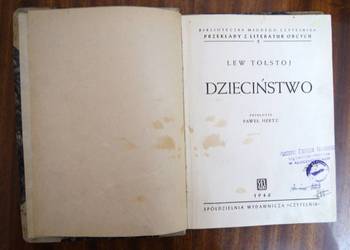 BIBLIOTECZKA MŁODEGO CZYTELNIKA
PRZEKŁADY Z LITERATUR OBCYCH
LEW TOŁSTOJ
DZIECIŃSTWO
PRZEŁOŻYŁ
PAWEŁ HERTZ
1948
SPÓŁDZIELNIA WYDAWNICZA „CZYTELNIK”